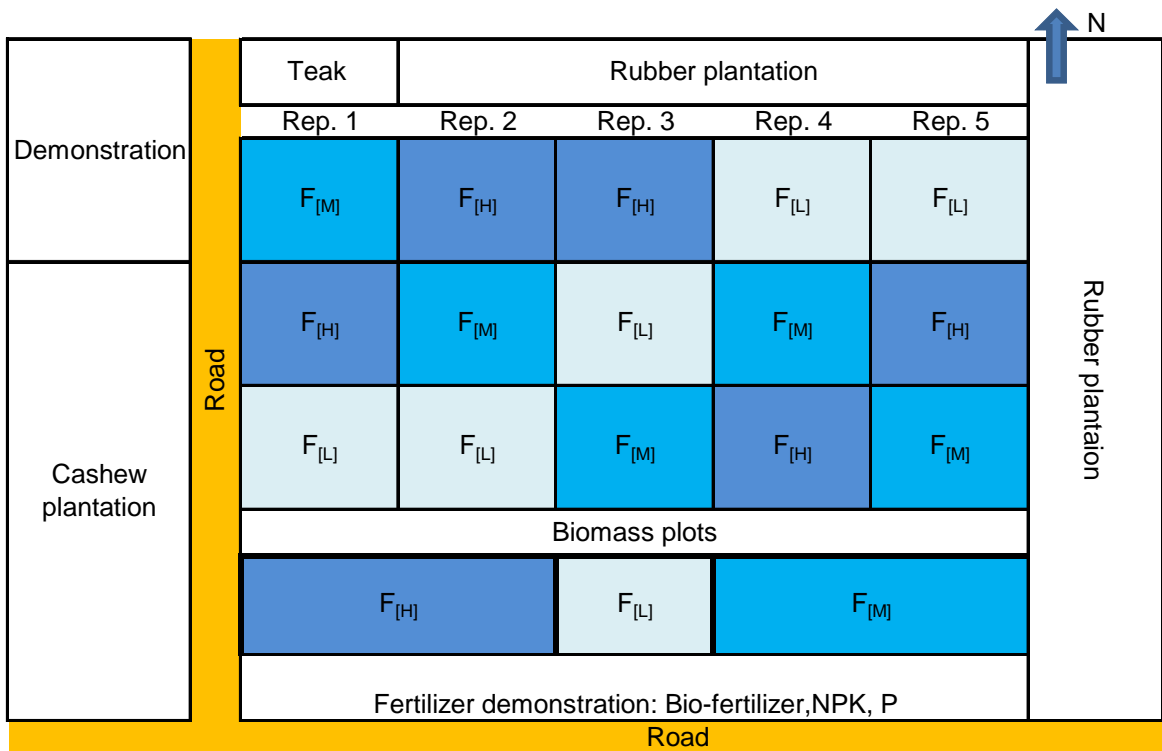 N
Teak
Rubber plantation
Rep. 1 Rep. 2 Rep. 3 Rep. 4 Rep. 5
Demonstration
F[M] F[H] F[H] F[L] F[L]
F[H] F[M] F[L] F[M] F[H]
F[L] F[L] F[M] F[H] F[M]
Road
Rubber plantaion
Cashew
plantation
Biomass plots
F[H] F[L] F[M]
Fertilizer demonstration: Bio-fertilizer,NPK, P
Road